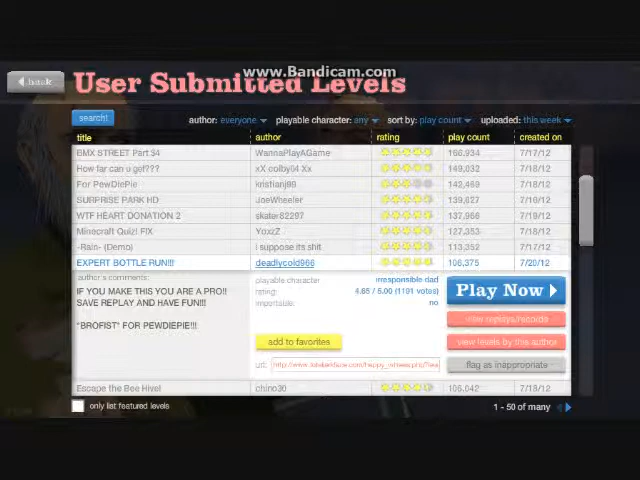 www.Bandicam.com
back
User Submitted Levels
search!
author: everyone playable character: any sort by: play count uploaded: this week
title author rating play count created on
BMX STREET Part $4 WannaPlayAGame 166,934 7/17/12
How far can u get??? xX colby04 Xx 149,032 7/18/12
For PewDiePie kristianj99 142,469 7/18/12
SURPRISE PARK HD JoeWheeler 139,627 7/16/12
WTF HEART DONATION 2 skater82297 137,966 7/19/12
Minecraft Quiz! FIX YoxzZ 127,353 7/18/12
-Rain- (Demo) i suppose its shit 113,352 7/17/12
EXPERT BOTTLE RUN!!! deadlycold966 106,375 7/20/12
author's comments:
IF YOU MAKE THIS YOU ARE A PRO!!
SAVE REPLAY AND HAVE FUN!!!
"BROFIST" FOR PEWDIEPIE!!!
playable character irresponsible dad
rating: 4.65 / 5.00 (1191 votes)
importable: no
add to favorites
url:
Play Now
view replays/records
view levels by this author
flag as inappropriate
Escape the Bee Hive! chino30 106,042 7/18/12
only list featured levels
1 - 50 of many